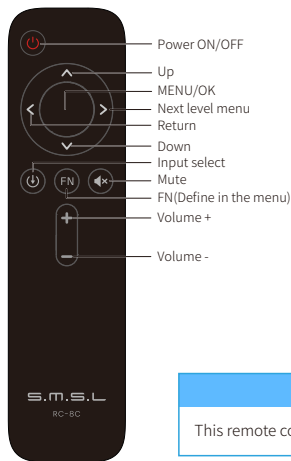 Power ON/OFF
Up
MENU/OK
Next level menu
Return
Down
Input select
Mute
FN
FN(Define in the menu)
Volume +
Volume -
S.M.S.L
RC-8C
This remote co